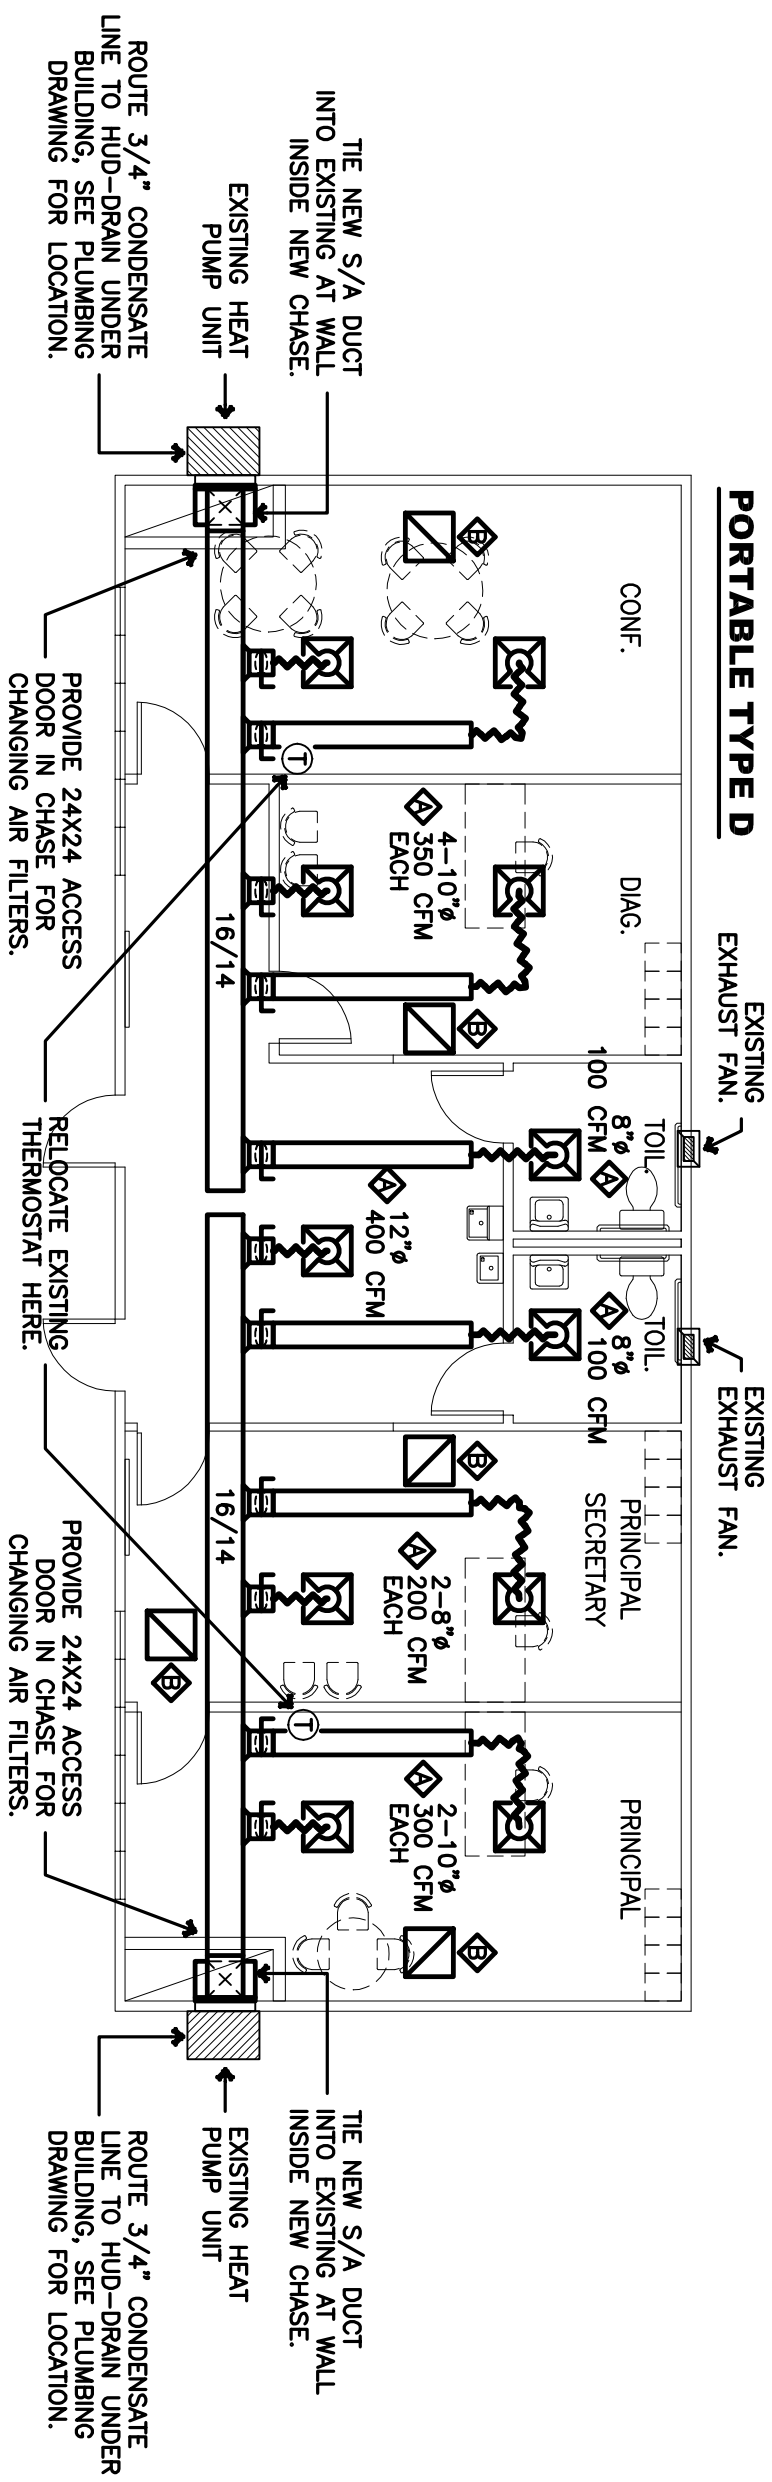 PORTABLE TYPE D
EXISTING
EXHAUST FAN.
EXISTING
EXHAUST FAN.
TIE NEW S/A DUCT
INTO EXISTING AT WALL
INSIDE NEW CHASE.
EXISTING HEAT
PUMP UNIT
ROUTE 3/4" CONDENSATE
LINE TO HUD-DRAIN UNDER
BUILDING, SEE PLUMBING
DRAWING FOR LOCATION.
CONF.
B
T
DIAG.
A
4-10"ø
350 CFM
EACH
B
16/14
TOIL.
8"ø
100 CFM
A
A
12"ø
400 CFM
TOIL.
8"ø
100 CFM
A
PRINCIPAL
SECRETARY
B
A
2-8"ø
200 CFM
EACH
16/14
B
T
PRINCIPAL
A
2-10"ø
300 CFM
EACH
B
PROVIDE 24X24 ACCESS
DOOR IN CHASE FOR
CHANGING AIR FILTERS.
RELOCATE EXISTING
THERMOSTAT HERE.
PROVIDE 24X24 ACCESS
DOOR IN CHASE FOR
CHANGING AIR FILTERS.
TIE NEW S/A DUCT
INTO EXISTING AT WALL
INSIDE NEW CHASE.
EXISTING HEAT
PUMP UNIT
ROUTE 3/4" CONDENSATE
LINE TO HUD-DRAIN UNDER
BUILDING, SEE PLUMBING
DRAWING FOR LOCATION.